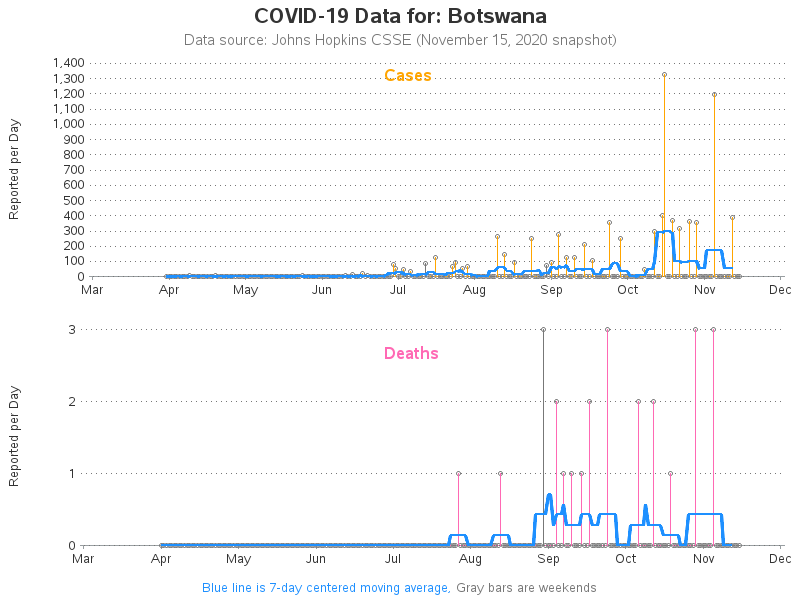 COVID-19 Data for: Botswana
Data source: Johns Hopkins CSSE (November 15, 2020 snapshot)
Cases
Reported per Day
1,400
1,300
1,200
1,100
1,000
900
800
700
600
500
400
300
200
100
0
Mar Apr May Jun Jul Aug Sep Oct Nov Dec
Deaths
Reported per Day
3
2
1
0
Mar Apr May Jun Jul Aug Sep Oct Nov Dec
Blue line is 7-day centered moving average, Gray bars are weekends